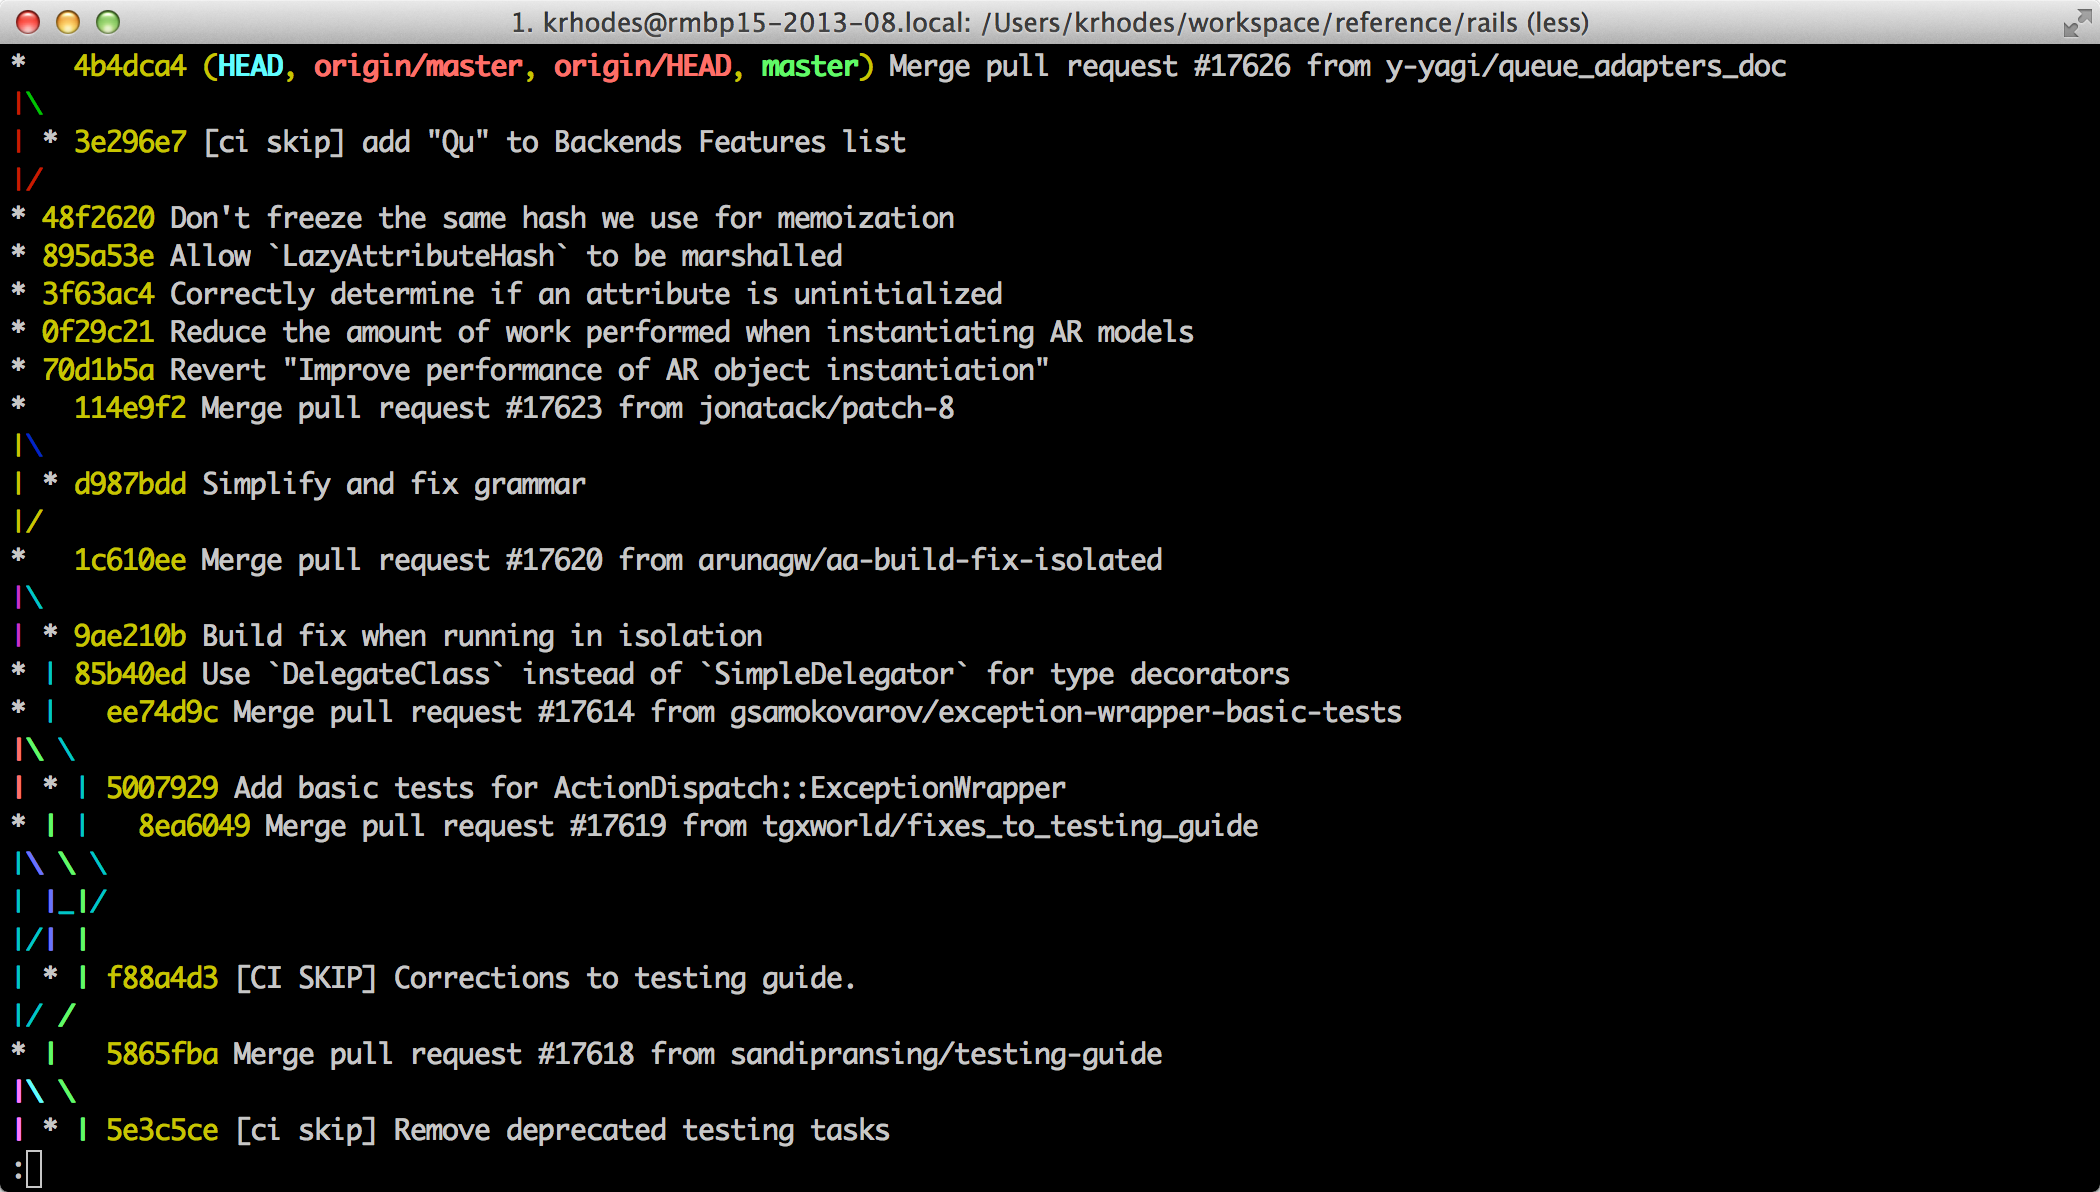 1. krhodes@rmbp15-2013-08.local: /Users/krhodes/workspace/reference/rails (less)
*   4b4dca4 (HEAD, origin/master, origin/HEAD, master) Merge pull request #17626 from y-yagi/queue_adapters_doc
|\
| * 3e296e7 [ci skip] add "Qu" to Backends Features list
|/
* 48f2620 Don't freeze the same hash we use for memoization
* 895a53e Allow `LazyAttributeHash` to be marshalled
* 3f63ac4 Correctly determine if an attribute is uninitialized
* 0f29c21 Reduce the amount of work performed when instantiating AR models
* 70d1b5a Revert "Improve performance of AR object instantiation"
*   114e9f2 Merge pull request #17623 from jonatack/patch-8
|\
| * d987bdd Simplify and fix grammar
|/
*   1c610ee Merge pull request #17620 from arunagw/aa-build-fix-isolated
|\
| * 9ae210b Build fix when running in isolation
* | 85b40ed Use `DelegateClass` instead of `SimpleDelegator` for type decorators
* |   ee74d9c Merge pull request #17614 from gsamokovarov/exception-wrapper-basic-tests
|\ \
| * | 5007929 Add basic tests for ActionDispatch::ExceptionWrapper
* | |   8ea6049 Merge pull request #17619 from tgxworld/fixes_to_testing_guide
|\ \ \
| |_|/
|/| |
| * | f88a4d3 [CI SKIP] Corrections to testing guide.
|/ /
* |   5865fba Merge pull request #17618 from sandipransing/testing-guide
|\ \
| * | 5e3c5ce [ci skip] Remove deprecated testing tasks
: